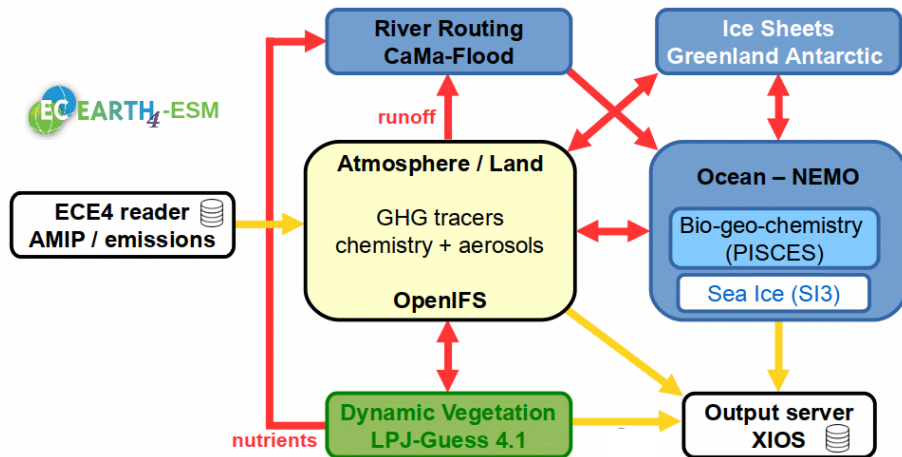 River Routing
CaMa-Flood
Ice Sheets
Greenland Antarctic
EC EARTH4-ESM
runoff
Atmosphere / Land
GHG tracers
chemistry + aerosols
OpenIFS
Ocean – NEMO
Bio-geo-chemistry
(PISCES)
Sea Ice (SI3)
ECE4 reader
AMIP / emissions
Dynamic Vegetation
LPJ-Guess 4.1
nutrients
Output server
XIOS